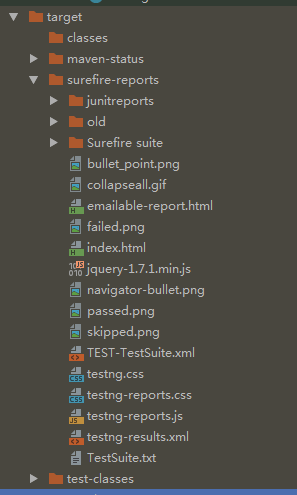 target
classes
maven-status
surefire-reports
junitreports
old
Surefire suite
bullet_point.png
collapseall.gif
emailable-report.html
failed.png
index.html
jquery-1.7.1.min.js
navigator-bullet.png
passed.png
skipped.png
TEST-TestSuite.xml
testng.css
testng-reports.css
testng-reports.js
testng-results.xml
TestSuite.txt
test-classes